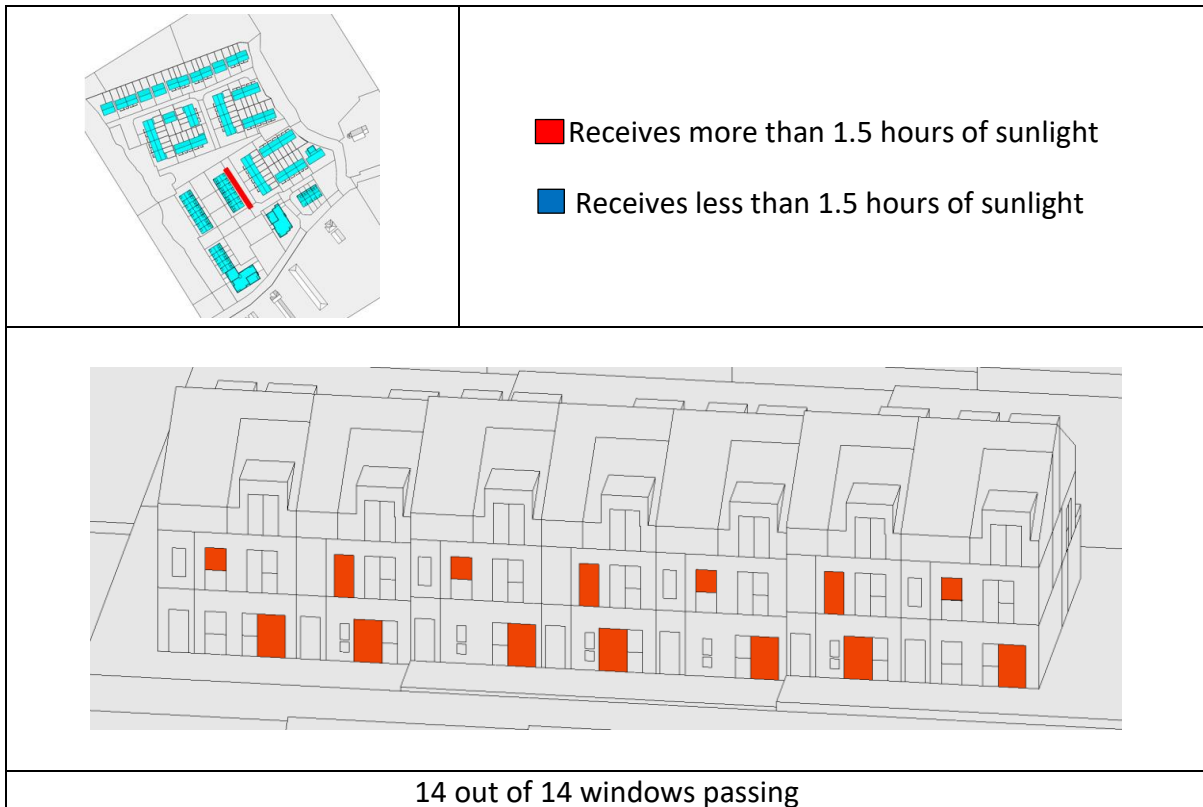 Receives more than 1.5 hours of sunlight
Receives less than 1.5 hours of sunlight
14 out of 14 windows passing